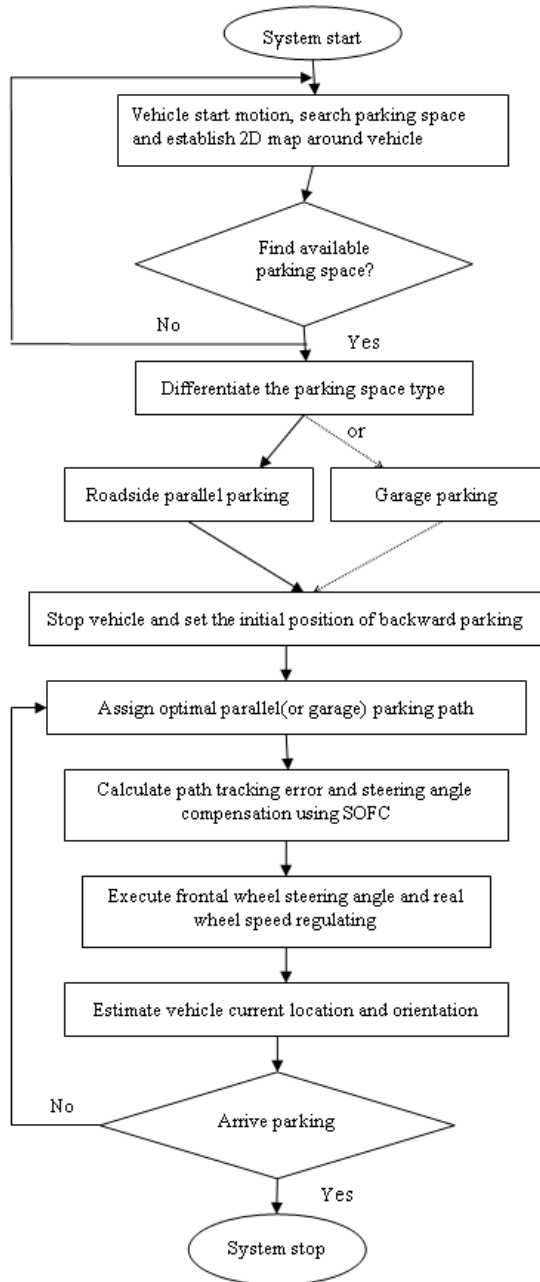 System start
Vehicle start motion, search parking space
and establish 2D map around vehicle
Find available
parking space?
No
Yes
Differentiate the parking space type
or
Roadside parallel parking
Garage parking
Stop vehicle and set the initial position of backward parking
Assign optimal parallel(or garage) parking path
Calculate path tracking error and steering angle
compensation using SOFC
Execute frontal wheel steering angle and real
wheel speed regulating
Estimate vehicle current location and orientation
No
Arrive parking
Yes
System stop